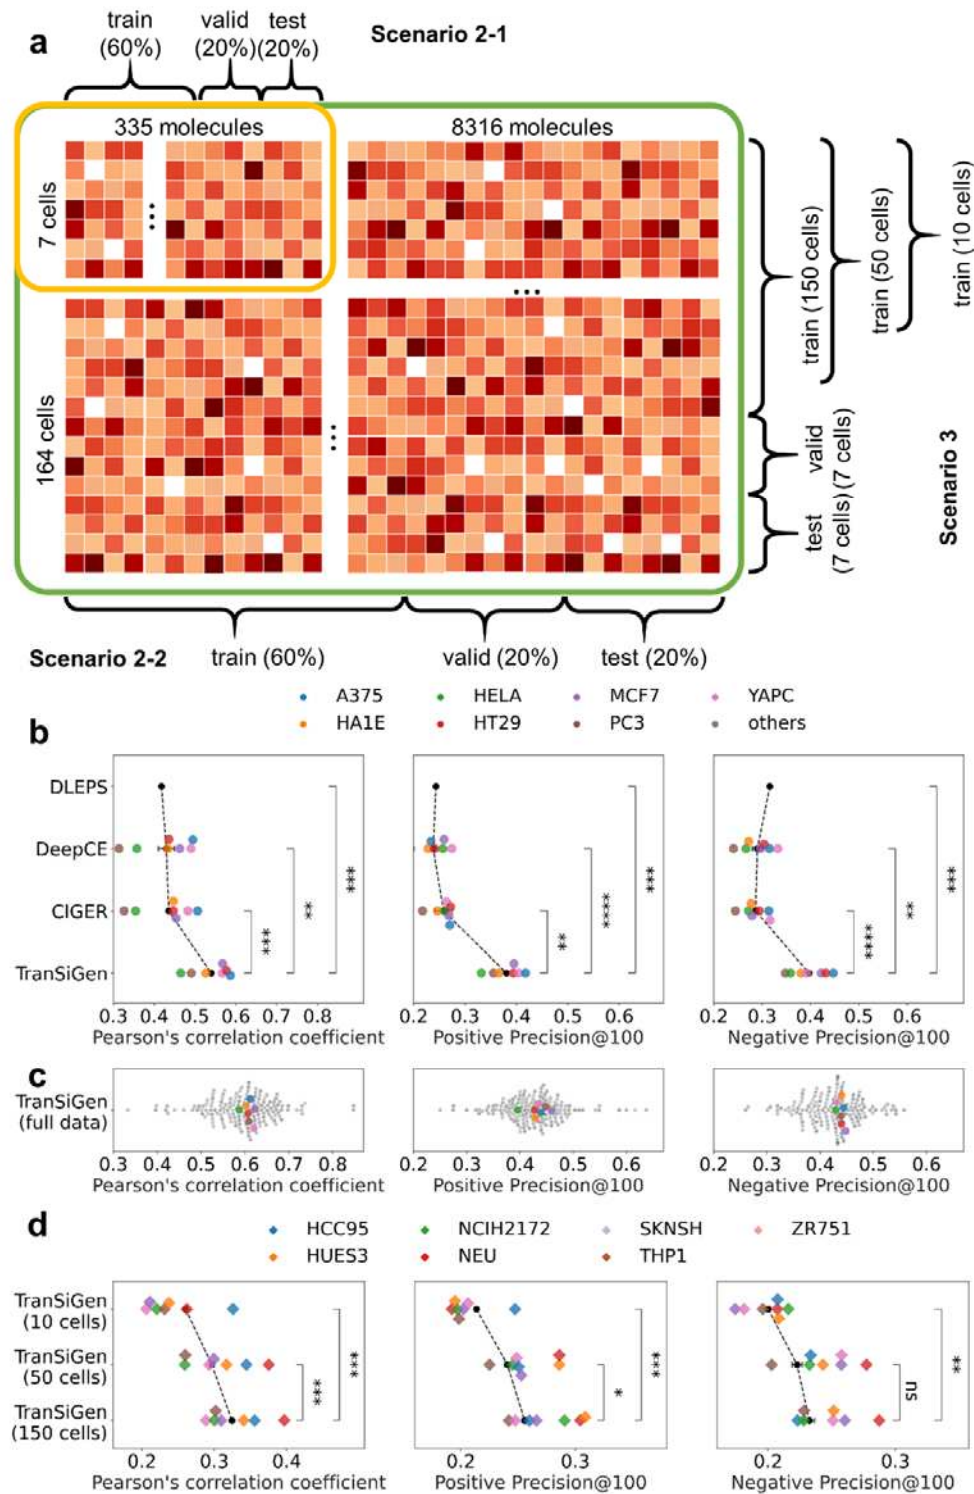 a
train
(60%)
valid
(20%)
test
(20%)
Scenario 2-1
335 molecules
8316 molecules
7 cells
164 cells
train (150 cells)
train (50 cells)
train (10 cells)
valid
(7 cells)
test
(7 cells)
Scenario 3
Scenario 2-2
train (60%)
valid (20%)
test (20%)
A375
HELA
MCF7
YAPC
HA1E
HT29
PC3
others
b
DLEPS
DeepCE
CIGER
TranSiGen
***
**
***
0.3 0.4 0.5 0.6 0.7 0.8
Pearson's correlation coefficient
**
****
***
0.2 0.3 0.4 0.5 0.6
Positive Precision@100
****
**
***
0.2 0.3 0.4 0.5 0.6
Negative Precision@100
c
TranSiGen
(full data)
0.3 0.4 0.5 0.6 0.7 0.8
Pearson's correlation coefficient
0.2 0.3 0.4 0.5 0.6
Positive Precision@100
0.2 0.3 0.4 0.5 0.6
Negative Precision@100
d
HCC95
NCIH2172
SKNSH
ZR751
HUES3
NEU
THP1
TranSiGen
(10 cells)
TranSiGen
(50 cells)
TranSiGen
(150 cells)
***
***
0.2 0.3 0.4
Pearson's correlation coefficient
*
***
0.2 0.3
Positive Precision@100
ns
**
0.2 0.3
Negative Precision@100